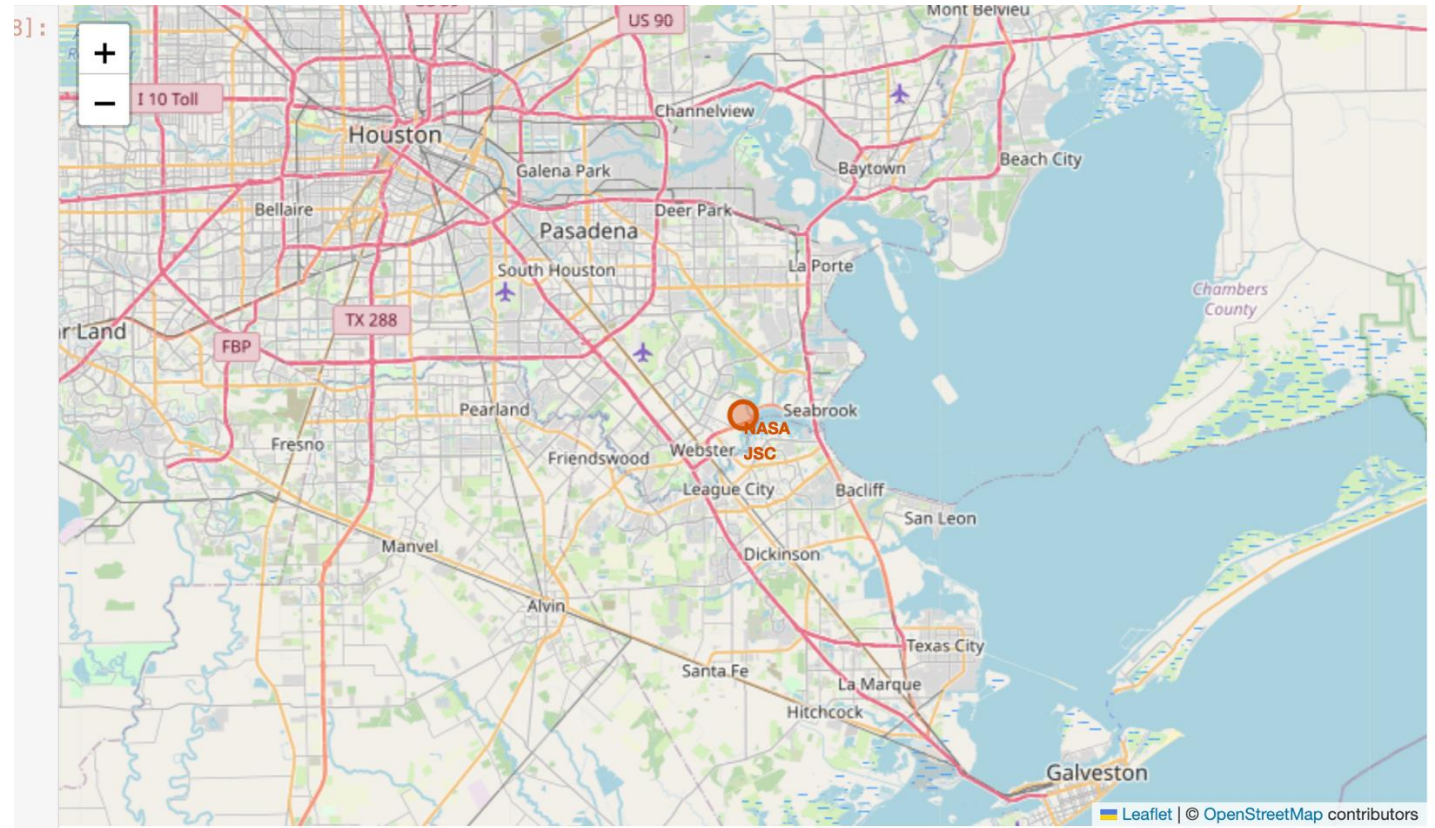 3]:
+
−
US 90
Mont Belvieu
I 10 Toll
Channelview
Houston
Beach City
Baytown
Galena Park
Bellaire
Deer Park
Pasadena
La Porte
South Houston
Chambers
County
TX 288
r Land
FBP
Pearland
Seabrook
NASA
JSC
Fresno
Webster
Friendswood
League City
Bacliff
San Leon
Manvel
Dickinson
Alvin
Texas City
Santa Fe
La Marque
Hitchcock
Galveston
Leaflet | © OpenStreetMap contributors